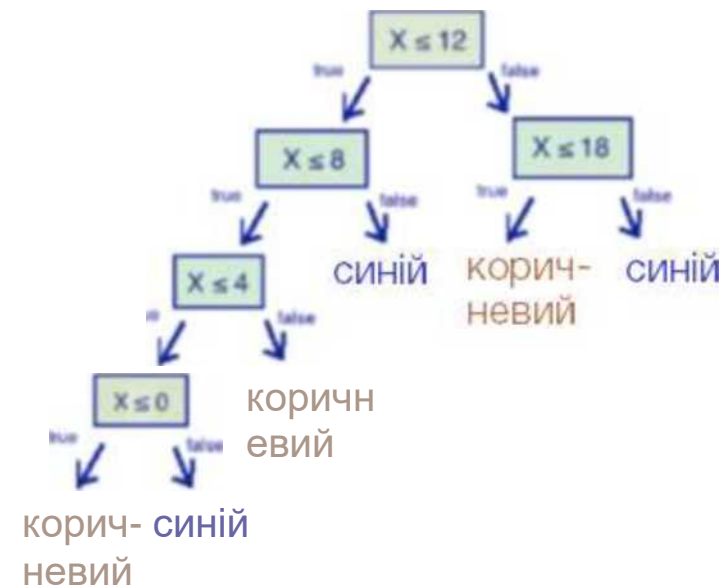 X ≤ 12
true false
X ≤ 8 X ≤ 18
true false true false
синій корич- синій
невий
X ≤ 4
false
X ≤ 0 коричн
евий
true false
корич- синій
невий